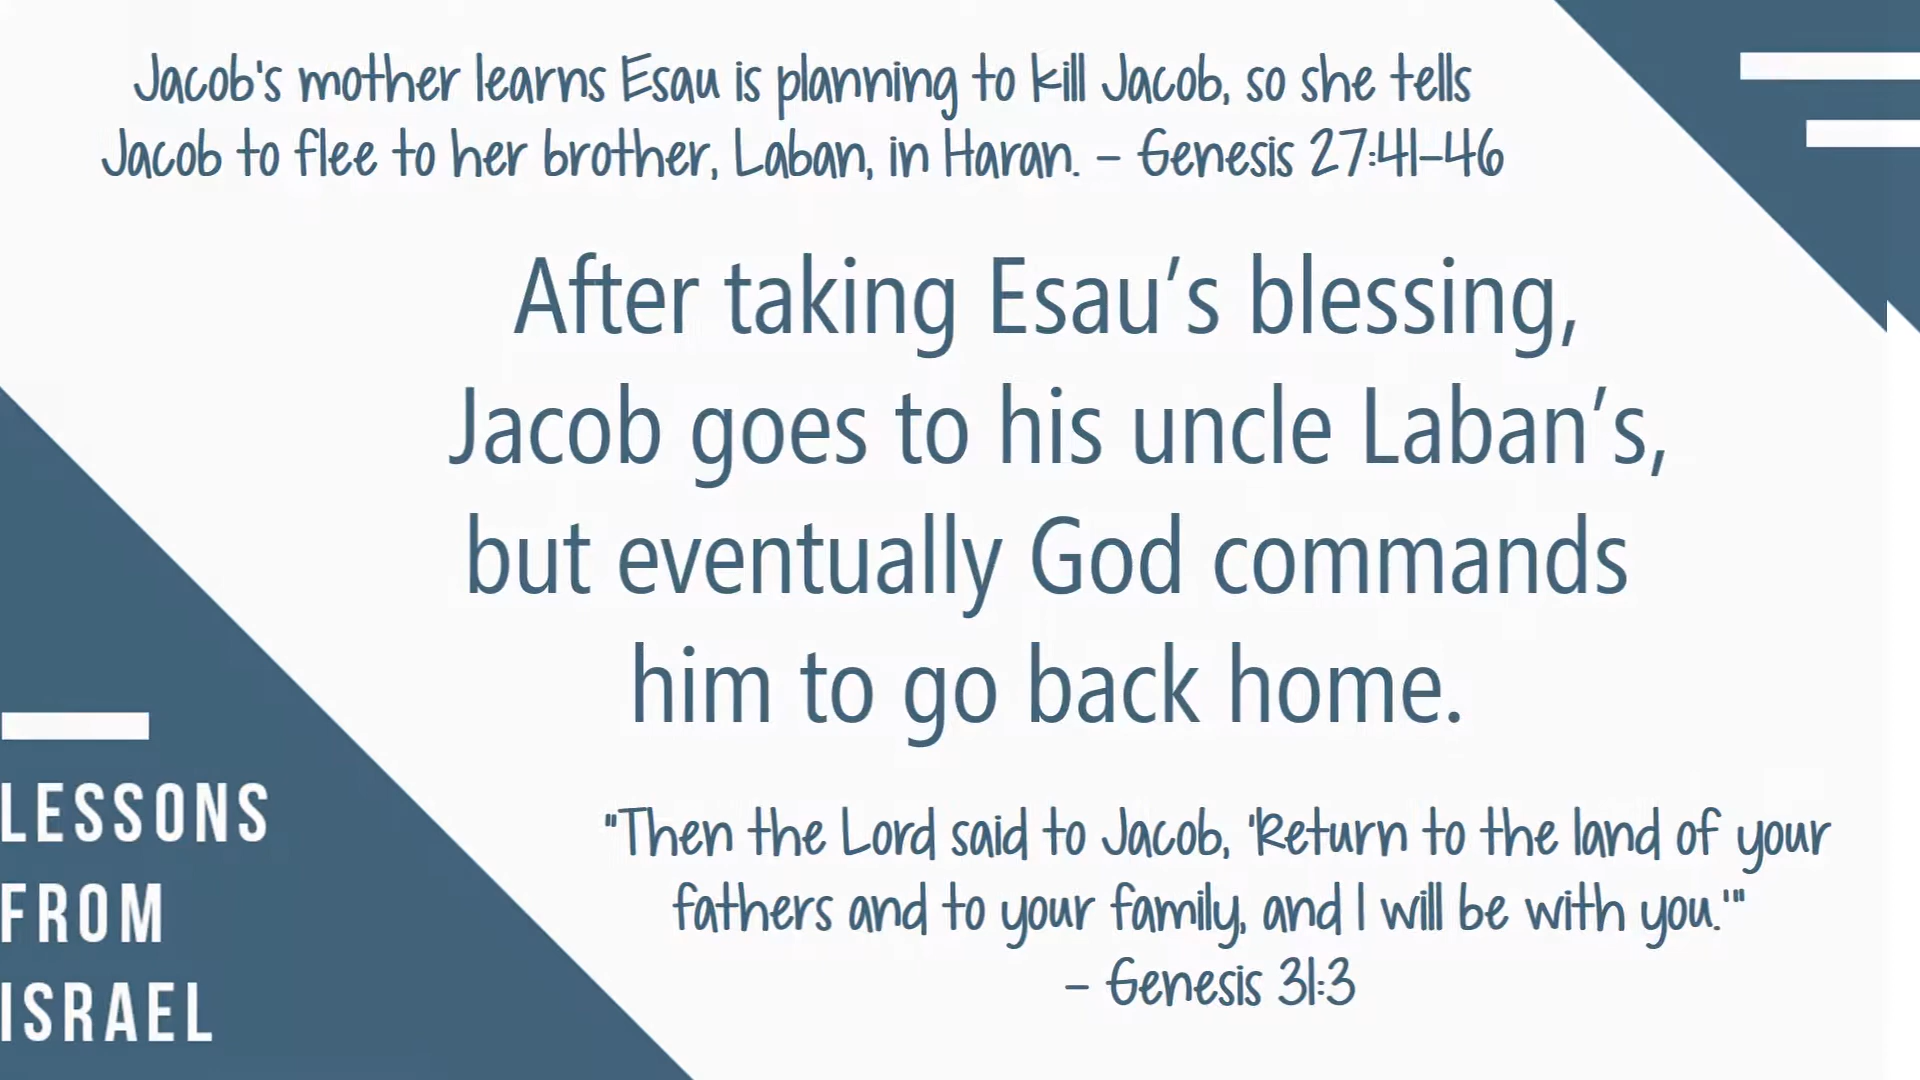 Jacob's mother learns Esau is planning to kill Jacob, so she tells
Jacob to flee to her brother, Laban, in Haran. – Genesis 27:41-46
After taking Esau’s blessing,
Jacob goes to his uncle Laban’s,
but eventually God commands
him to go back home.
"Then the Lord said to Jacob, 'Return to the land of your
fathers and to your family, and I will be with you.'"
– Genesis 31:3
LESSONS
FROM
ISRAEL